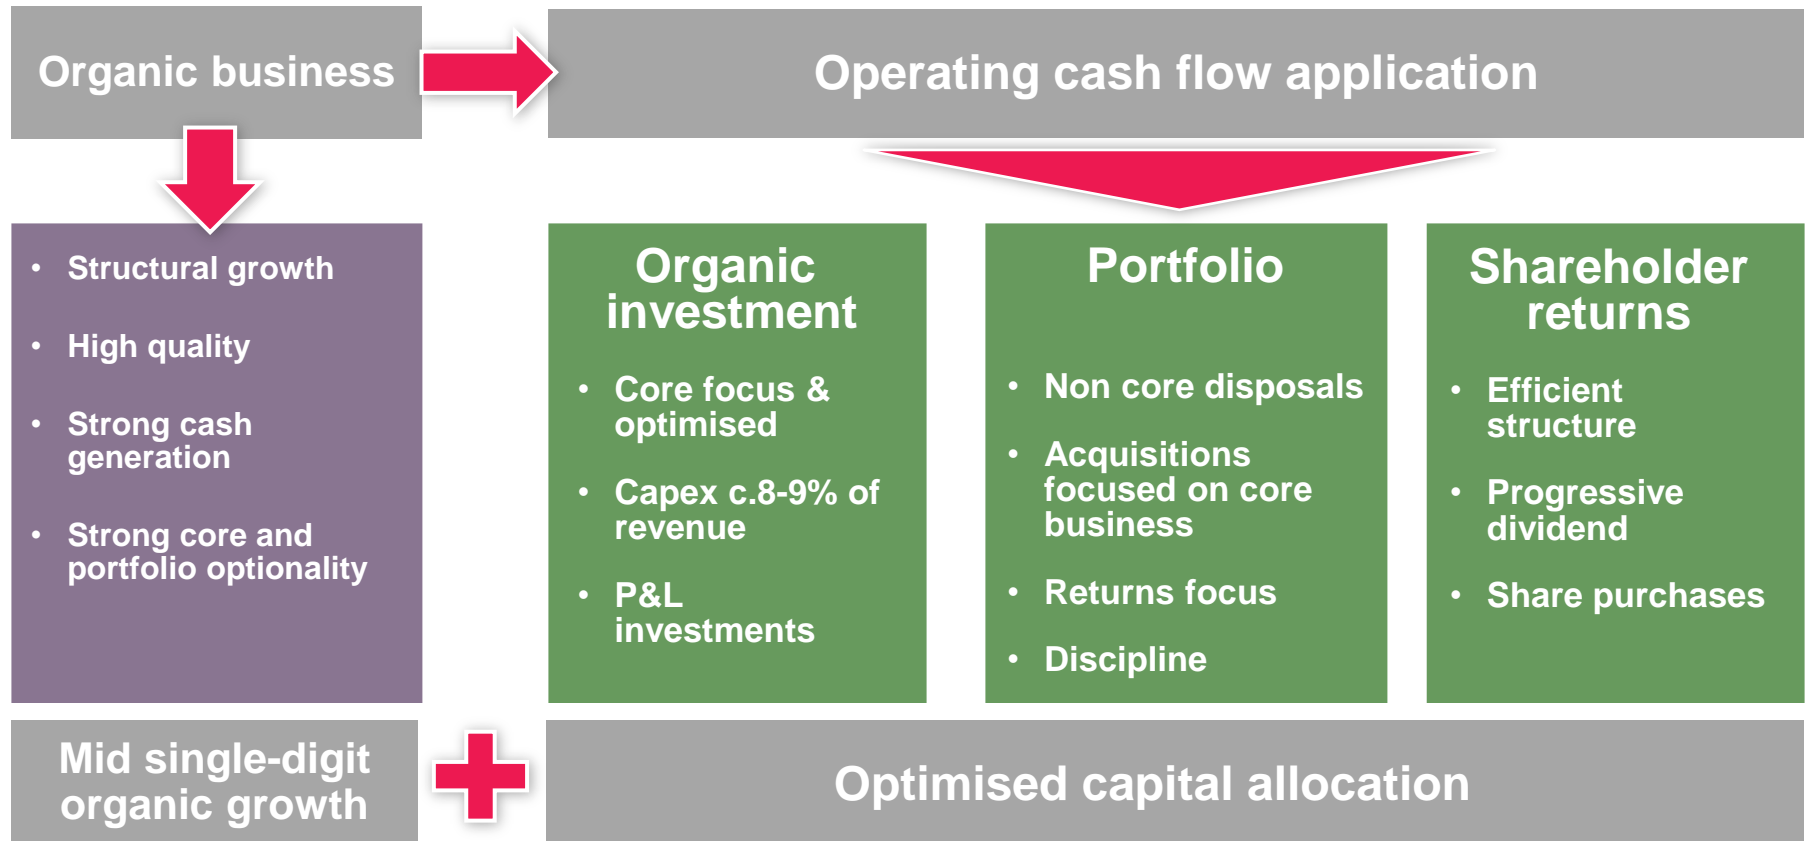 Organic business
Operating cash flow application
• Structural growth
• High quality
• Strong cash
generation
• Strong core and
portfolio optionality
Organic
investment
• Core focus &
optimised
• Capex c.8-9% of
revenue
• P&L
investments
Portfolio
• Non core disposals
• Acquisitions
focused on core
business
• Returns focus
• Discipline
Shareholder
returns
• Efficient
structure
• Progressive
dividend
• Share purchases
Mid single-digit
organic growth
Optimised capital allocation